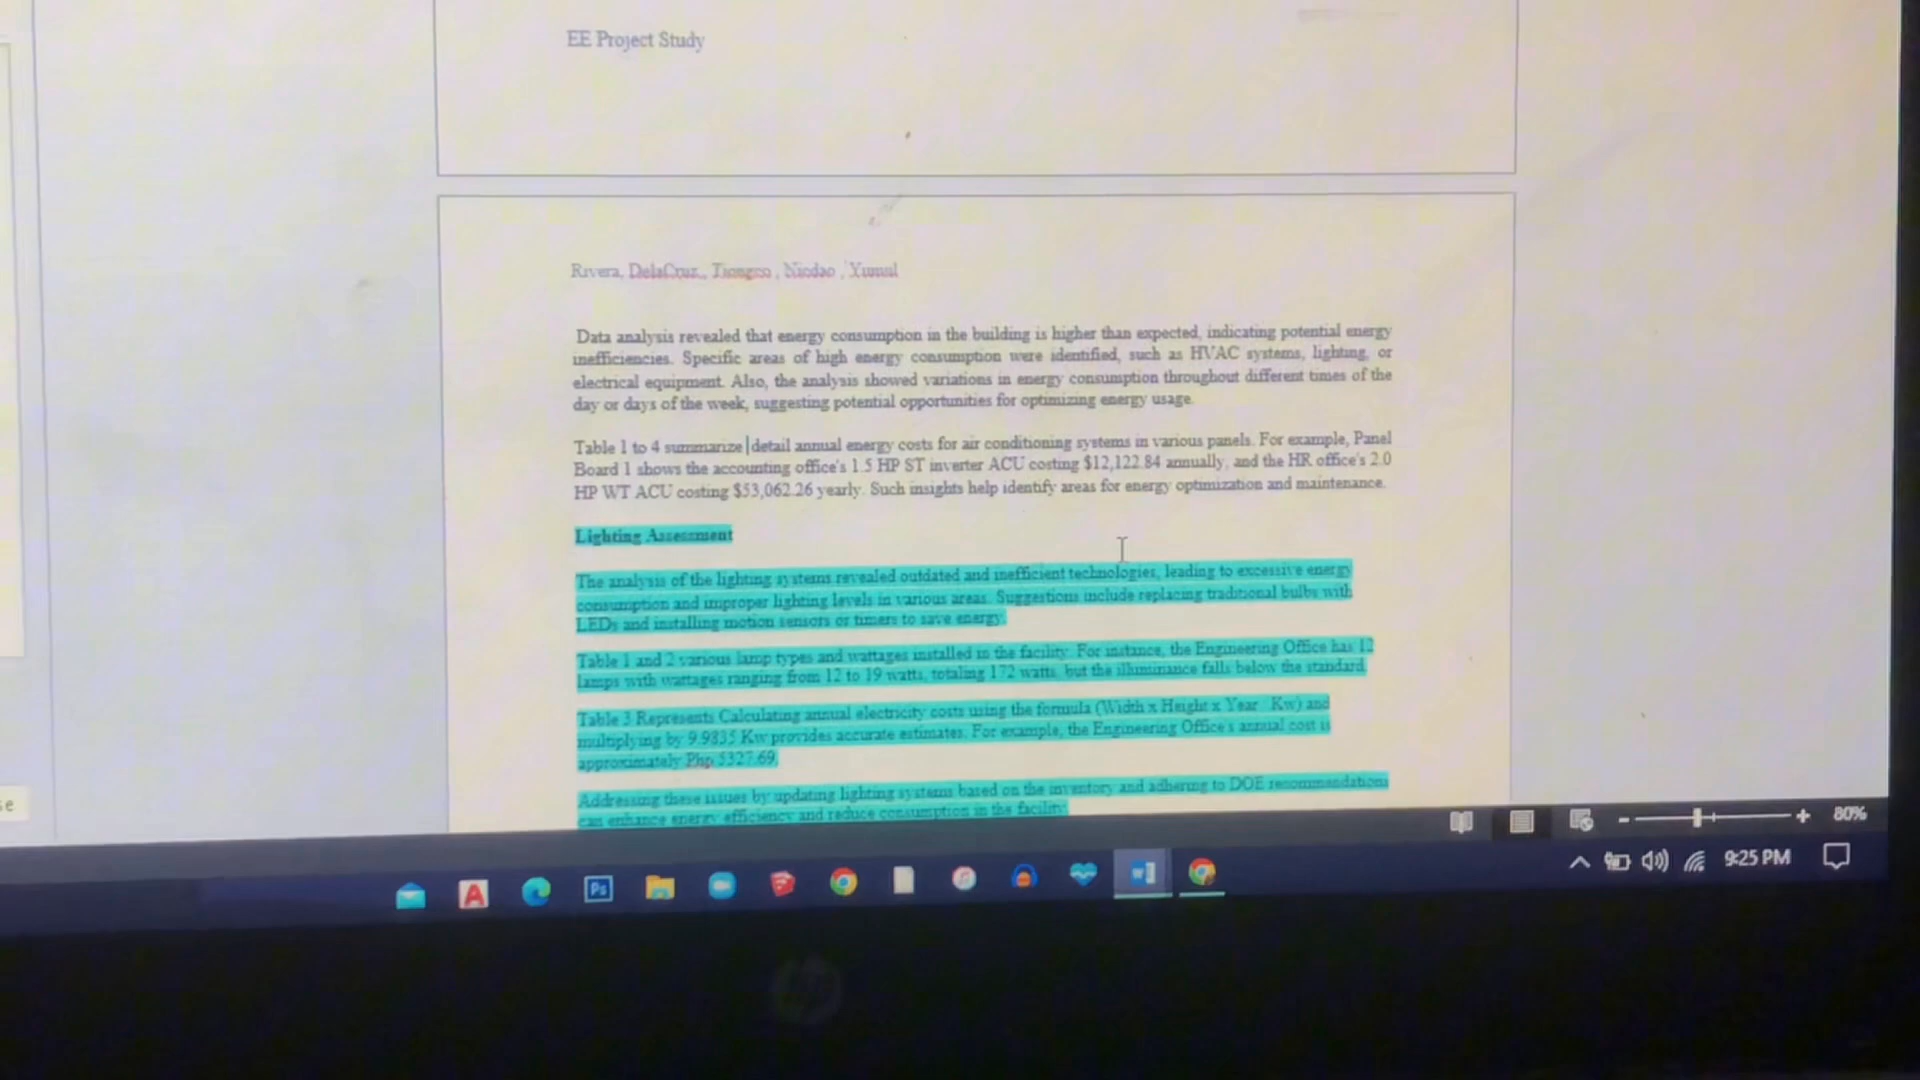 EE Project Study
Rivera, DelaCruz, Tiongco, Nicdao, Yumul
Data analysis revealed that energy consumption in the building is higher than expected, indicating potential energy
inefficiencies. Specific areas of high energy consumption were identified, such as HVAC systems, lighting, or
electrical equipment. Also, the analysis showed variations in energy consumption throughout different times of the
day or days of the week, suggesting potential opportunities for optimizing energy usage.
Table 1 to 4 summarize detail annual energy costs for air conditioning systems in various panels. For example, Panel
Board 1 shows the accounting office's 1.5 HP ST inverter ACU costing $12,122.84 annually, and the HR office's 2.0
HP WT ACU costing $53,062.26 yearly. Such insights help identify areas for energy optimization and maintenance.
Lighting Assessment
The analysis of the lighting systems revealed outdated and inefficient technologies, leading to excessive energy
consumption and improper lighting levels in various areas. Suggestions include replacing traditional bulbs with
LEDs and installing motion sensors or timers to save energy.
Table 1 and 2 various lamp types and wattages installed in the facility. For instance, the Engineering Office has 12
lamps with wattages ranging from 12 to 19 watts, totaling 172 watts, but the illuminance falls below the standard.
Table 3 Represents Calculating annual electricity costs using the formula (Width x Height x Year Kw) and
multiplying by 9.9835 Kw provides accurate estimates. For example, the Engineering Office's annual cost is
approximately Php 5327.69.
Addressing these issues by updating lighting systems based on the inventory and adhering to DOE recommendations
can enhance energy efficiency and reduce consumption in the facility.
80%
9:25 PM
Ps
hp